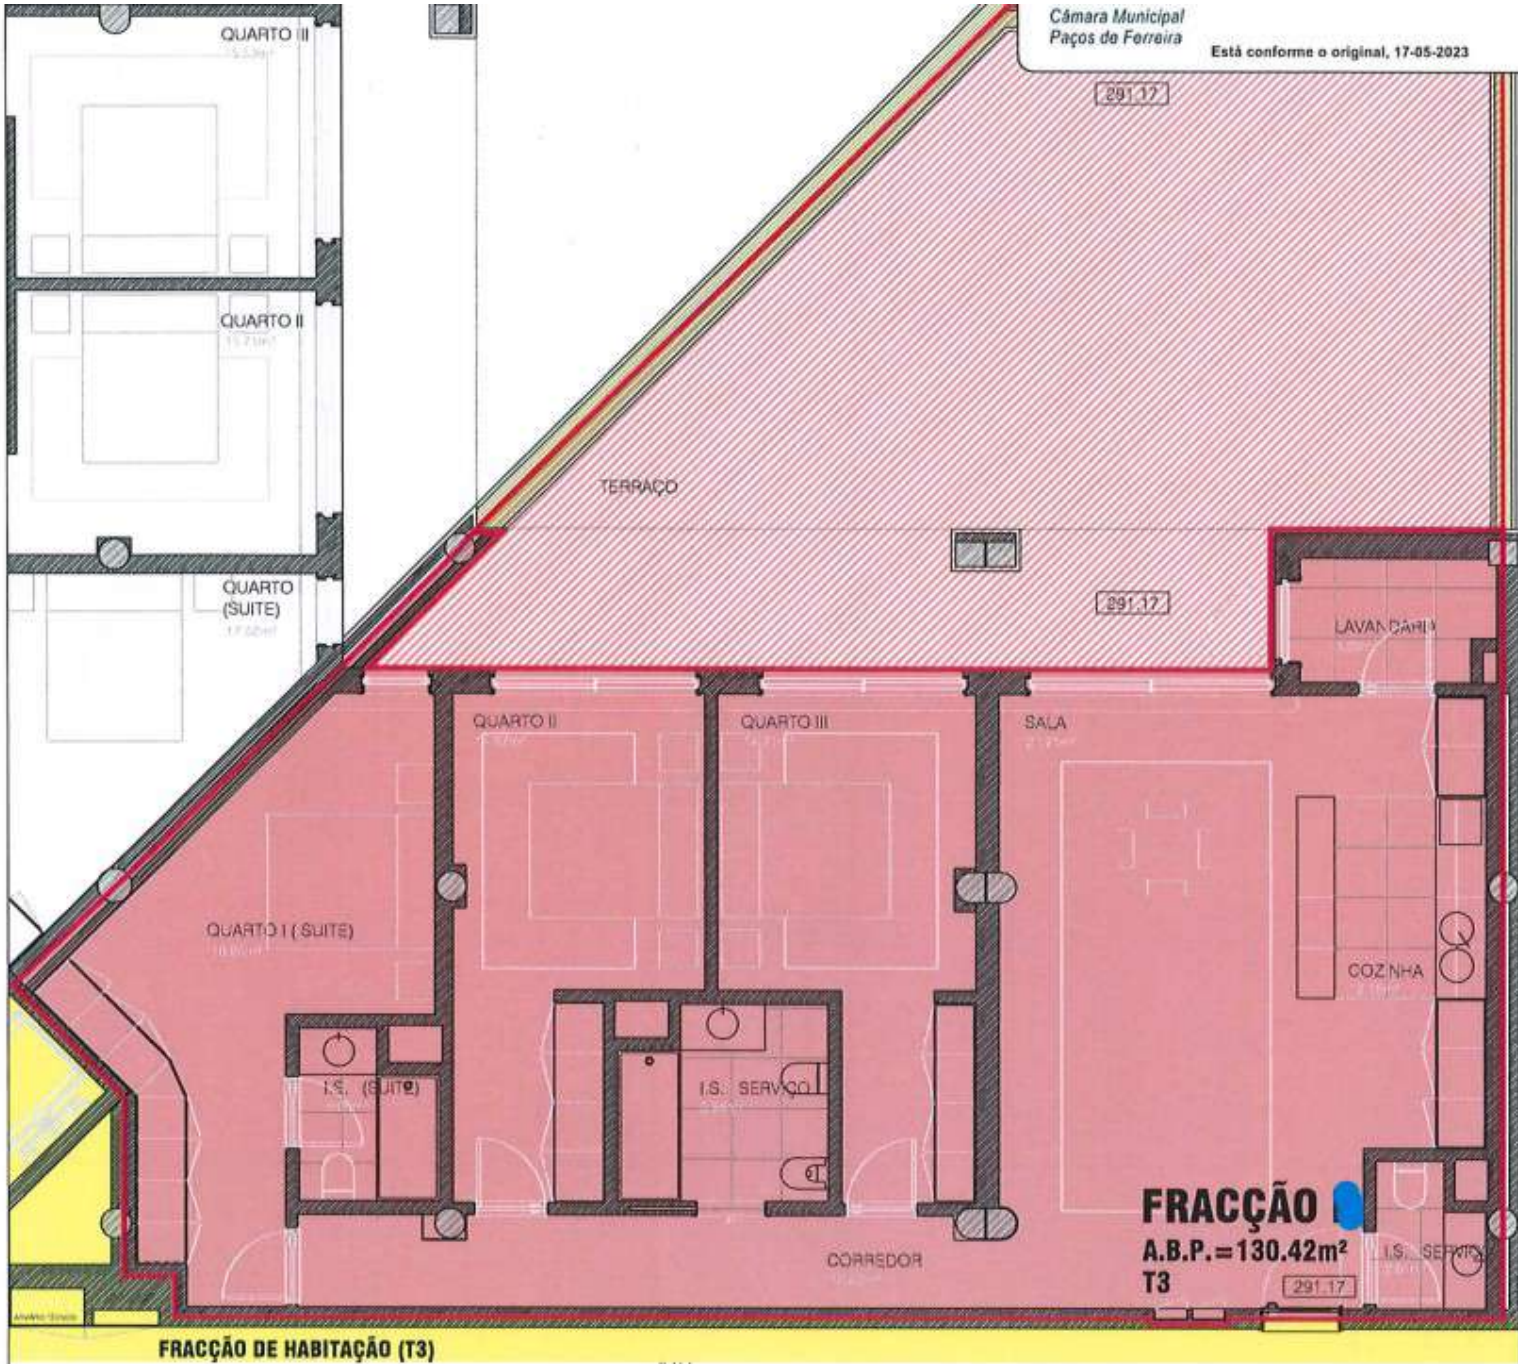 Câmara Municipal
Paços de Ferreira
Está conforme o original, 17-05-2023
QUARTO III
291.17
QUARTO II
TERRAÇO
QUARTO
(SUITE)
291.17
LAVANDARIA
QUARTO II
QUARTO III
SALA
QUARTO I ( SUITE)
COZINHA
I.S. (SUITE)
I.S. SERVIÇO
FRACÇÃO
A.B.P.=130.42m²
T3
I.S. SERVIÇO
CORREDOR
291.17
FRACÇÃO DE HABITAÇÃO (T3)